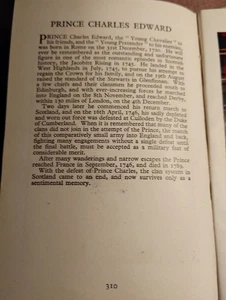 PRINCE CHARLES EDWARD
PRINCE Charles Edward, the " Young Chevalier " to
his friends, and the " Young Pretender " to his enemies,
was born in Rome on the 31st December, 1720. He will
ever be remembered as the outstanding and unfortunate
figure in one of the most romantic episodes in Scottish
history, the Jacobite Rising in 1745. He landed in the
West Highlands in July, 1745, in an attempt to
regain the Crown for his family, and on the 19th August
raised the standard of the Stewarts in Glenfinnan.
few chiefs and their clansmen proceeded to march to
Edinburgh, and with ever-increasing forces he marched
into England on the 8th November, and reached Derby,
within 130 miles of London, on the 4th December.
Two days later he commenced his return march to
Scotland, and on the 16th April, 1746, his sadly depleted
and worn out force was defeated at Culloden by the Duke
of Cumberland. When it is remembered that many of the
clans did not join in the attempt of the Prince, the march
of this comparatively small army into England and back,
fighting many engagements without a single defeat until
the final battle, must be accepted as a military feat of
considerable merit.
After many wanderings and narrow escapes the Prince
reached France in September, 1746, and died in 1789.
With the defeat of Prince Charles, the clan system in
Scotland came to an end, and now survives only as a
sentimental memory.
310